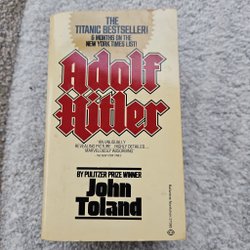 THE
TITANIC BESTSELLER!
6 MONTHS ON THE
NEW YORK TIMES LIST!
Adolf
Hitler
BY PULITZER PRIZE WINNER
John
Toland